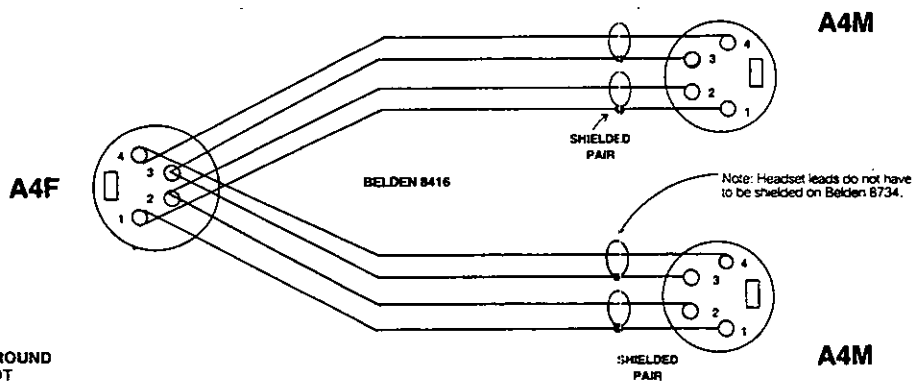 A4M
4
3
2
1
SHIELDED
PAIR
4
3
2
1
A4F
BELDEN 8416
Note: Headset leads do not have
to be shielded on Belden 8734.
4
3
2
1
SHIELDED
PAIR
A4M
ROUND
OT